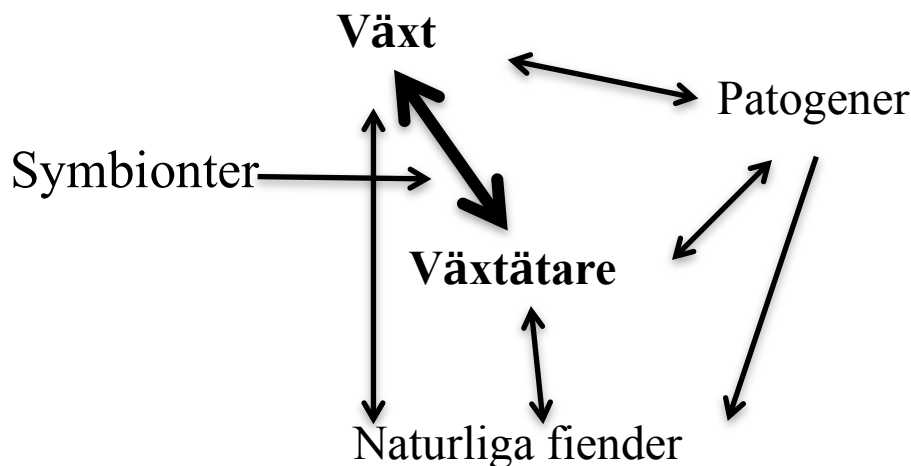 Växt
Patogener
Symbionter
Växtätare
Naturliga fiender